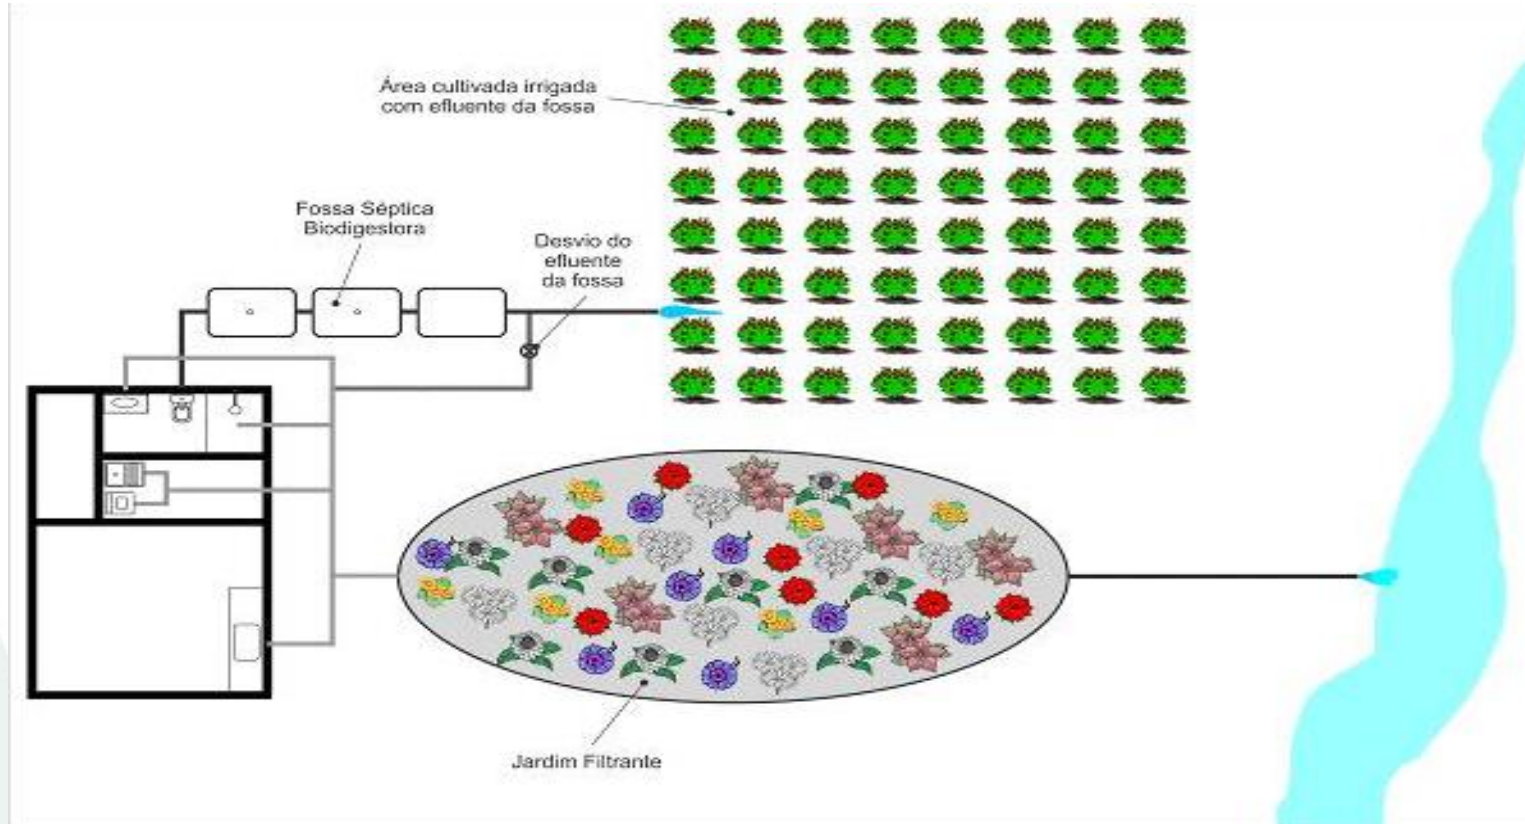 Área cultivada irrigada
com efluente da fossa
Fossa Séptica
Biodigestora
Desvio do
efluente
da fossa
Jardim Filtrante